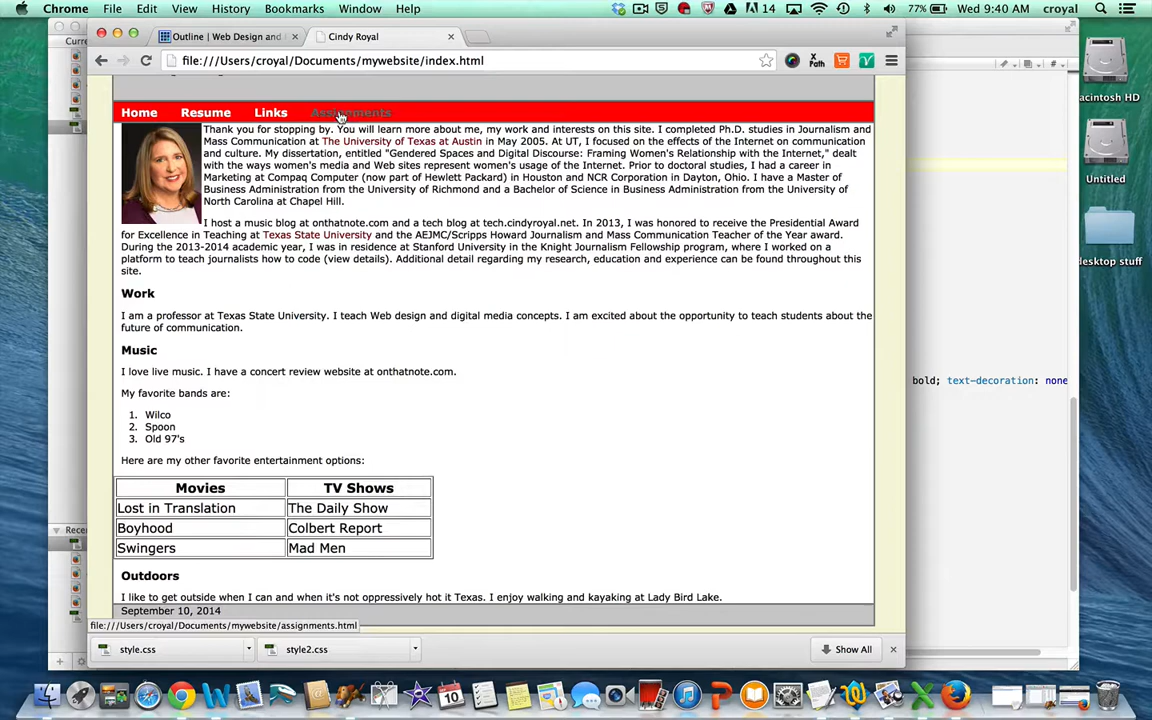 Chrome File Edit View History Bookmarks Window Help 14 77% Wed 9:40 AM croyal
Outline | Web Design and
Cindy Royal
file:///Users/croyal/Documents/mywebsite/index.html
X Path
Curre
Home Resume Links Assignments
Thank you for stopping by. You will learn more about me, my work and interests on this site. I completed Ph.D. studies in Journalism and
Mass Communication at The University of Texas at Austin in May 2005. At UT, I focused on the effects of the Internet on communication
and culture. My dissertation, entitled "Gendered Spaces and Digital Discourse: Framing Women's Relationship with the Internet," dealt
with the ways women's media and Web sites represent women's usage of the Internet. Prior to doctoral studies, I had a career in
Marketing at Compaq Computer (now part of Hewlett Packard) in Houston and NCR Corporation in Dayton, Ohio. I have a Master of
Business Administration from the University of Richmond and a Bachelor of Science in Business Administration from the University of
North Carolina at Chapel Hill.
I host a music blog at onthatnote.com and a tech blog at tech.cindyroyal.net. In 2013, I was honored to receive the Presidential Award
for Excellence in Teaching at Texas State University and the AEJMC/Scripps Howard Journalism and Mass Communication Teacher of the Year award.
During the 2013-2014 academic year, I was in residence at Stanford University in the Knight Journalism Fellowship program, where I worked on a
platform to teach journalists how to code (view details). Additional detail regarding my research, education and experience can be found throughout this
site.
Work
I am a professor at Texas State University. I teach Web design and digital media concepts. I am excited about the opportunity to teach students about the
future of communication.
Music
I love live music. I have a concert review website at onthatnote.com.
My favorite bands are:
1. Wilco
2. Spoon
3. Old 97's
Here are my other favorite entertainment options:
Movies TV Shows
Lost in Translation The Daily Show
Boyhood Colbert Report
Swingers Mad Men
Outdoors
I like to get outside when I can and when it's not oppressively hot it Texas. I enjoy walking and kayaking at Lady Bird Lake.
September 10, 2014
file:///Users/croyal/Documents/mywebsite/assignments.html
style.css
style2.css
Show All
Recen
bold; text-decoration: none
acintosh HD
Untitled
desktop stuff